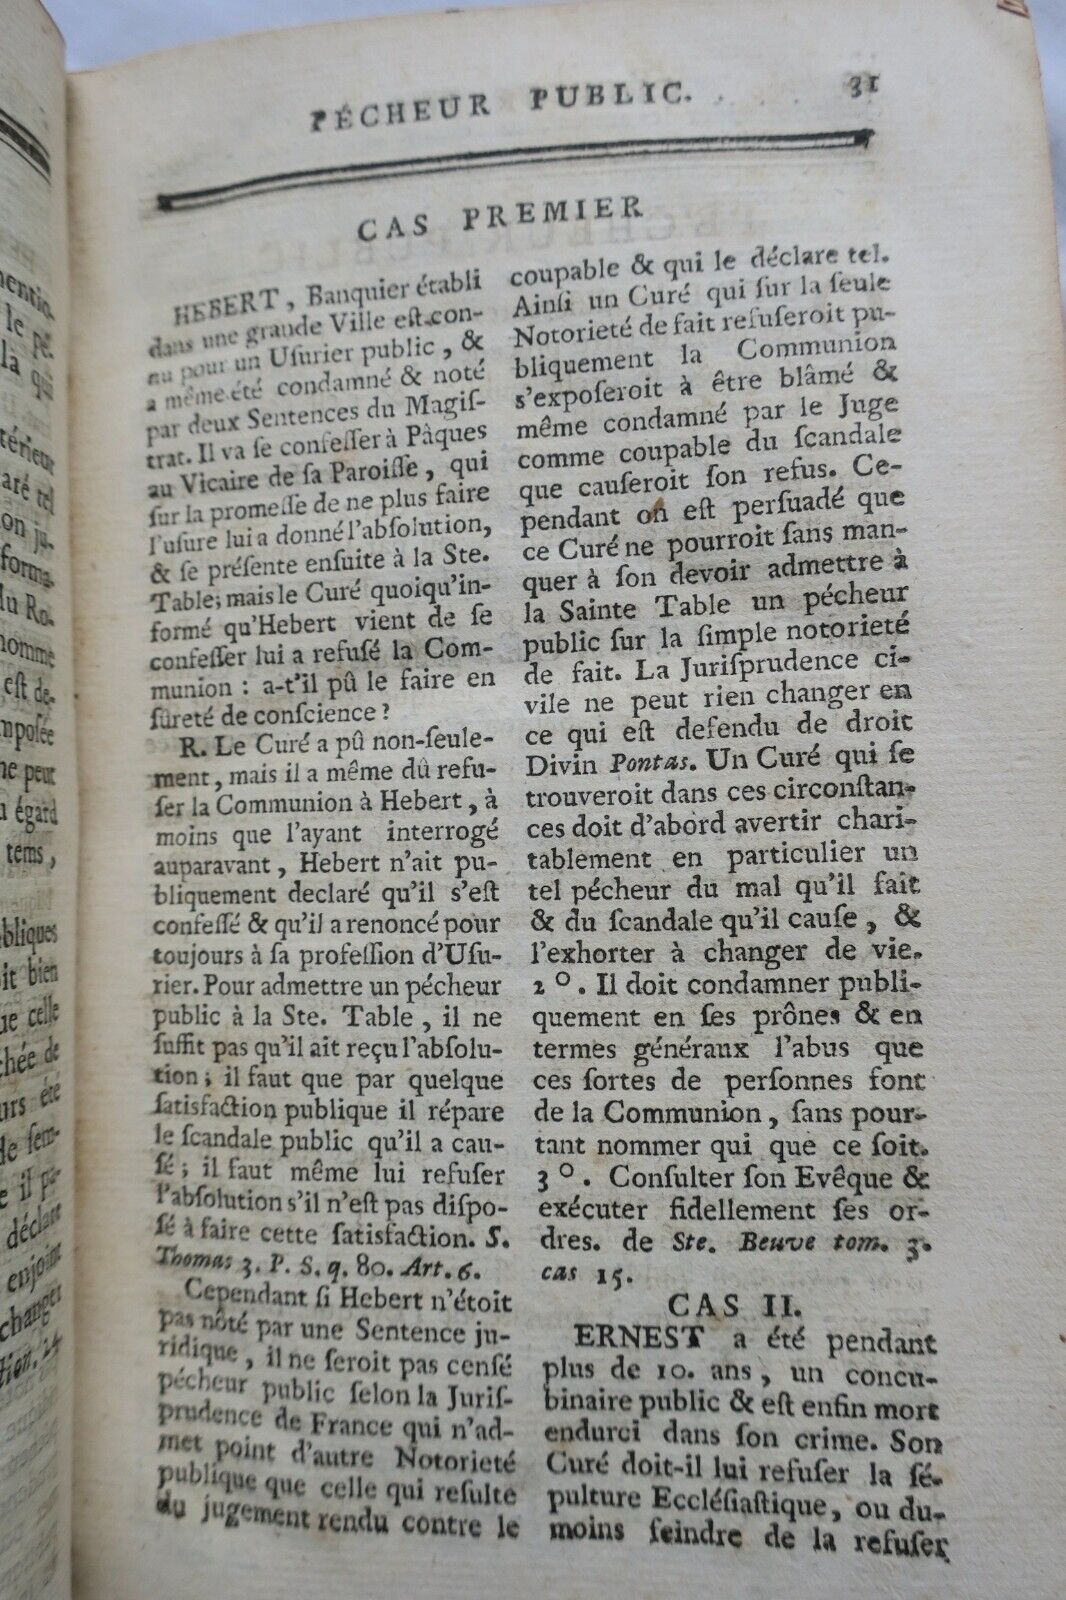 PÉCHEUR PUBLIC. 31
CAS PREMIER
HEBERT, Banquier établi
dans une grande Ville est con-
nu pour un Uſurier public, &
a même été condamné & noté
par deux Sentences du Magiſ-
trat. Il va ſe confeſſer à Pâques
au Vicaire de ſa Paroiſſe, qui
ſur la promeſſe de ne plus faire
l'uſure lui a donné l'abſolution,
& ſe préſente enſuite à la Ste.
Table; mais le Curé quoiqu'in-
formé qu'Hebert vient de ſe
confeſſer lui a refuſé la Com-
munion : a-t'il pû le faire en
ſureté de conſcience?
R. Le Curé a pû non-ſeule-
ment, mais il a même dû refu-
ſer la Communion à Hebert, à
moins que l'ayant interrogé
auparavant, Hebert n'ait pu-
bliquement declaré qu'il s'eſt
confeſſé & qu'il a renoncé pour
toujours à ſa profeſſion d'Uſu-
rier. Pour admettre un pécheur
public à la Ste. Table, il ne
ſuffit pas qu'il ait reçu l'abſolu-
tion; il faut que par quelque
ſatisfaction publique il répare
le ſcandale public qu'il a cau-
ſé; il faut même lui refuſer
l'abſolution s'il n'eſt pas diſpo-
ſé à faire cette ſatisfaction. S.
Thomas 3. P. S. q. 80. Art. 6.
Cependant ſi Hebert n'étoit
pas nôté par une Sentence ju-
ridique, il ne ſeroit pas cenſé
pécheur public ſelon la Juriſ-
prudence de France qui n'ad-
met point d'autre Notorieté
publique que celle qui reſulte
du jugement rendu contre le
coupable & qui le déclare tel.
Ainſi un Curé qui ſur la ſeule
Notorieté de fait refuſeroit pu-
bliquement la Communion
s'expoſeroit à être blâmé &
même condamné par le Juge
comme coupable du ſcandale
que cauſeroit ſon refus. Ce-
pendant on eſt perſuadé que
ce Curé ne pourroit ſans man-
quer à ſon devoir admettre à
la Sainte Table un pécheur
public ſur la ſimple notorieté
de fait. La Juriſprudence ci-
vile ne peut rien changer en
ce qui eſt defendu de droit
Divin Pontas. Un Curé qui ſe
trouveroit dans ces circonſtan-
ces doit d'abord avertir chari-
tablement en particulier un
tel pécheur du mal qu'il fait
& du ſcandale qu'il cauſe, &
l'exhorter à changer de vie.
2°. Il doit condamner publi-
quement en ſes prônes & en
termes généraux l'abus que
ces ſortes de perſonnes font
de la Communion, ſans pour-
tant nommer qui que ce ſoit.
3°. Conſulter ſon Evêque &
exécuter fidellement ſes or-
dres. de Ste. Beuve tom. 3.
cas 15.
CAS II.
ERNEST a été pendant
plus de 10. ans, un concu-
binaire public & eſt enfin mort
endurci dans ſon crime. Son
Curé doit-il lui refuſer la ſé-
pulture Eccléſiaſtique, ou du-
moins feindre de la refuſer